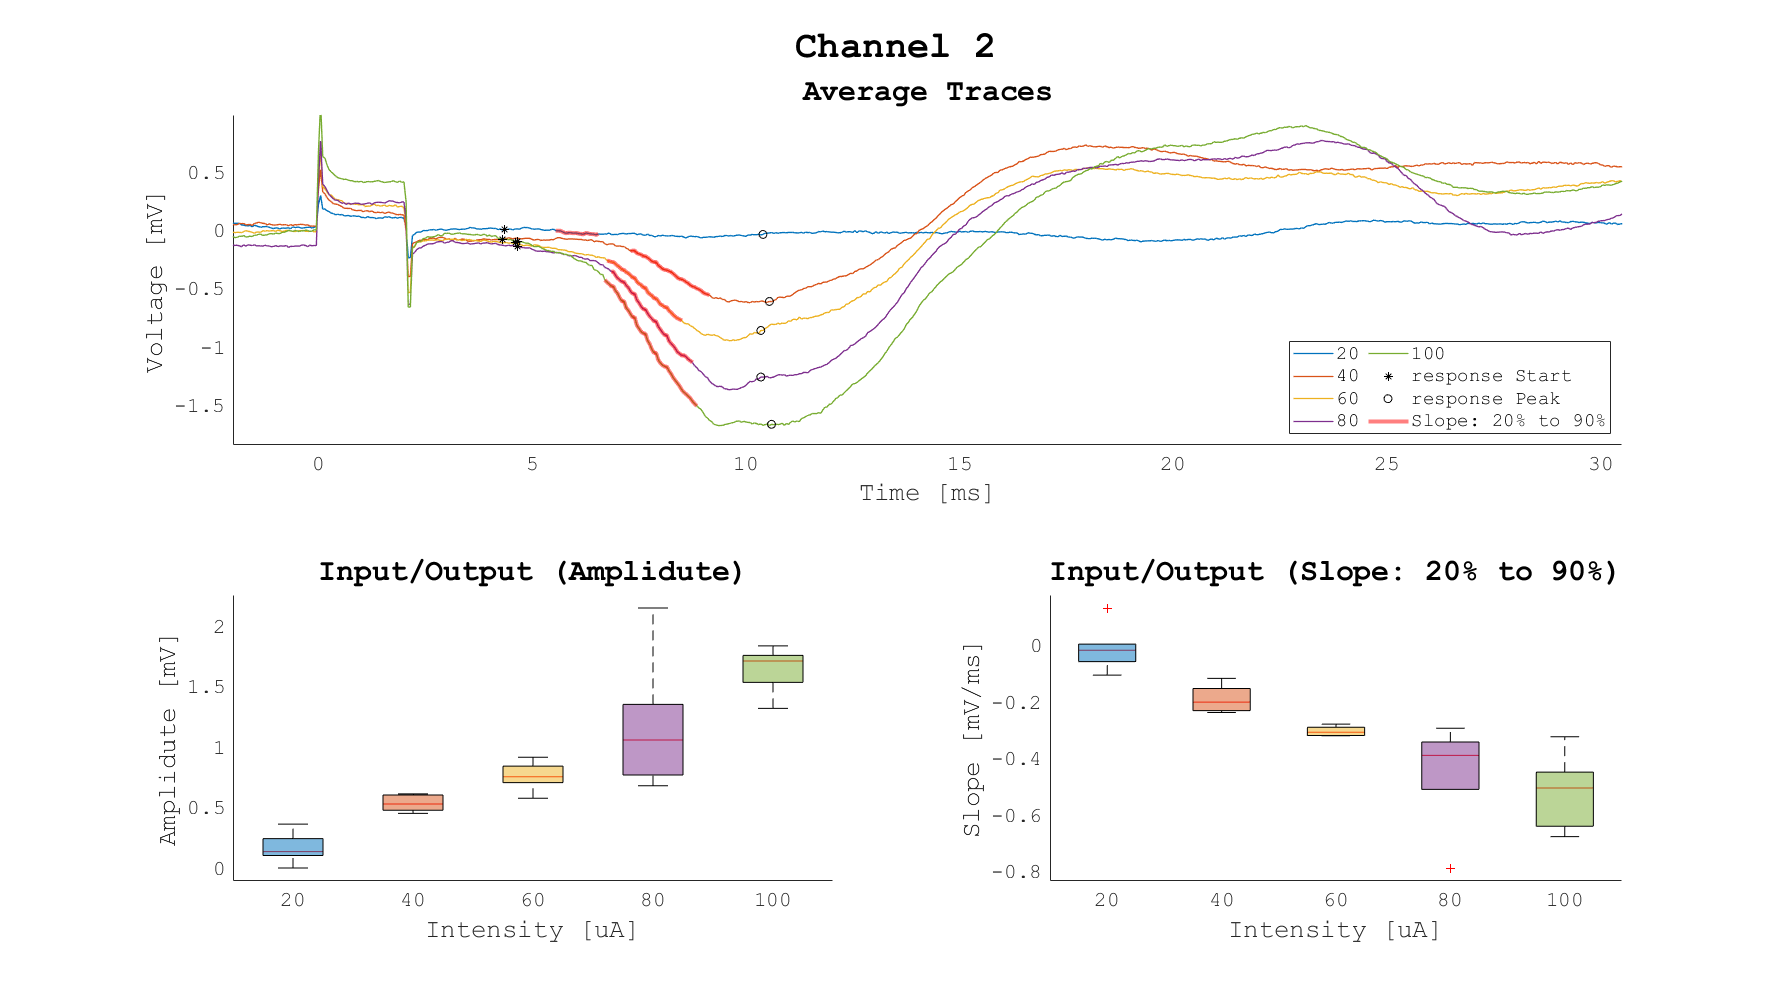 Channel 2
Average Traces
Voltage [mV]
0.5
0
-0.5
-1
-1.5
0 5 10 15 20 25 30
Time [ms]
20 100
40 response Start
60 response Peak
80 Slope: 20% to 90%
Input/Output (Amplidute)
Amplidute [mV]
2
1.5
1
0.5
0
20 40 60 80 100
Intensity [uA]
Input/Output (Slope: 20% to 90%)
Slope [mV/ms]
0
-0.2
-0.4
-0.6
-0.8
20 40 60 80 100
Intensity [uA]